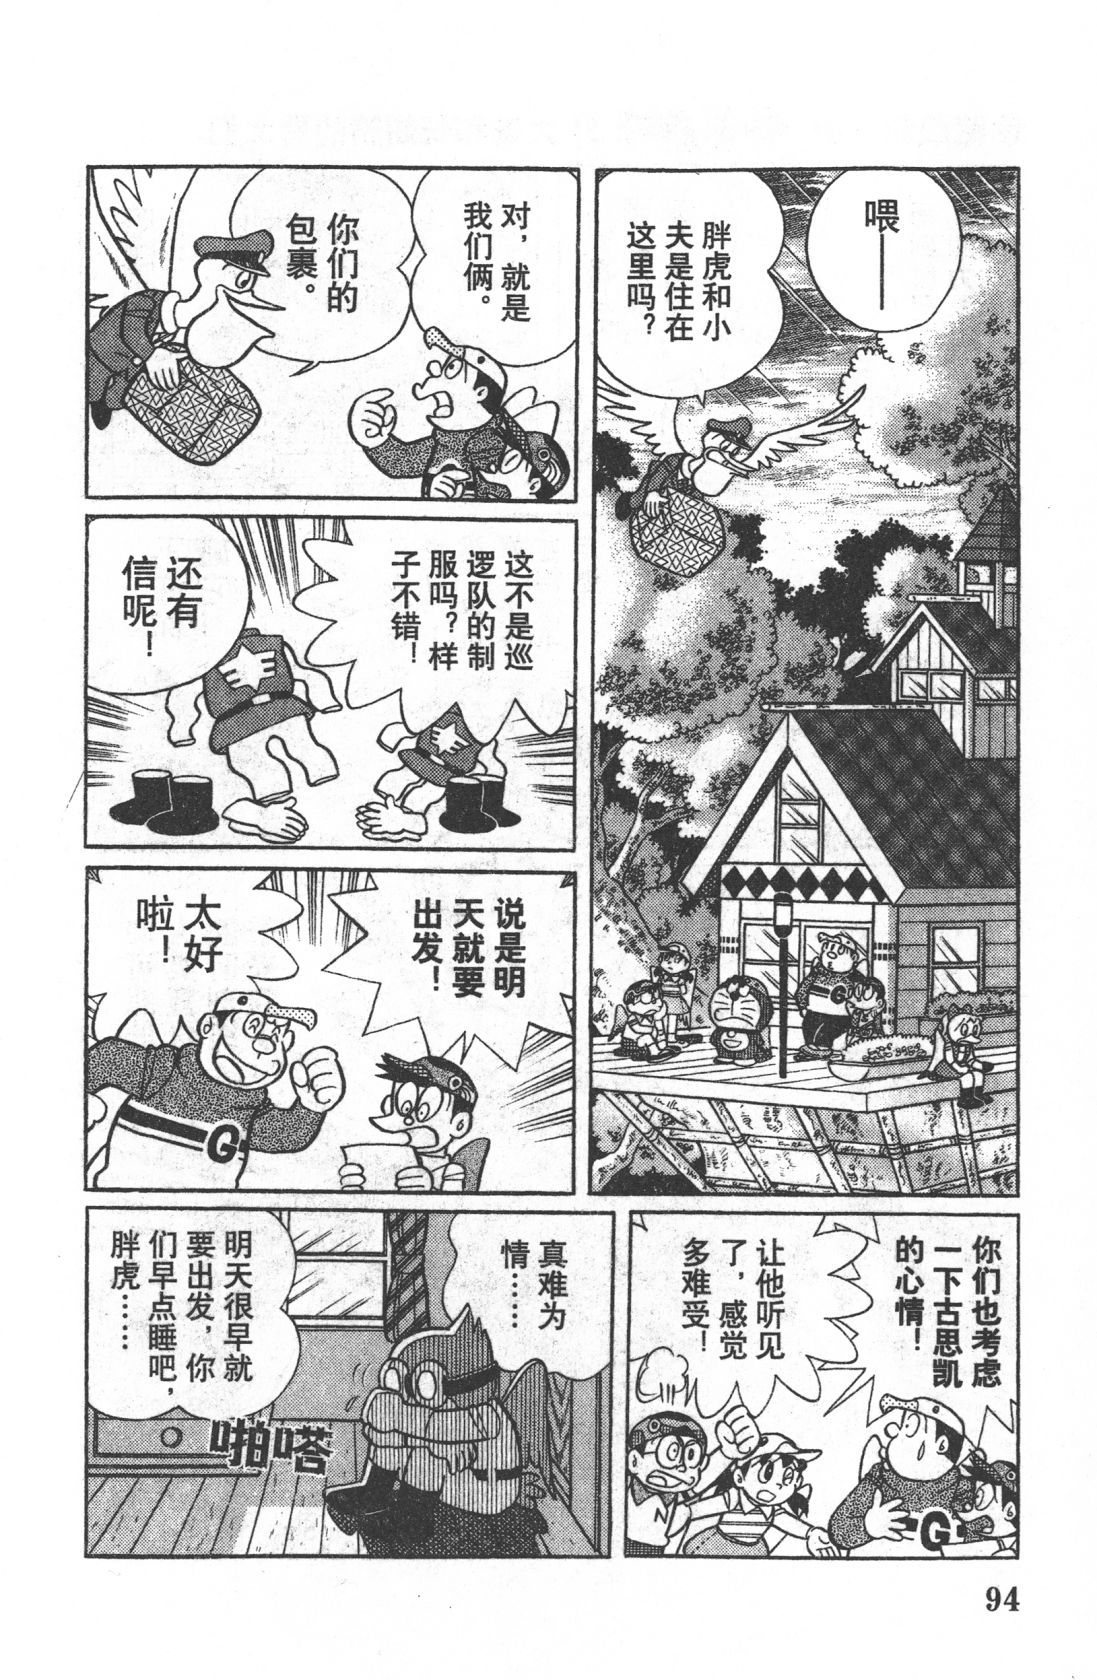 喂——
胖虎和小
夫是住在
这里吗？
对，就是
我们俩。
你们的
包裹。
这不是巡
逻队的制
服吗？样
子不错！
还有
信呢！
说是明
天就要
出发！
太好
啦！
G
你们也考虑
一下古思凯
的心情！
让他听见
了，感觉
多难受！
G
真难为
情……
明天很早就
要出发，你
们早点睡吧，
胖虎……
啪嗒
94